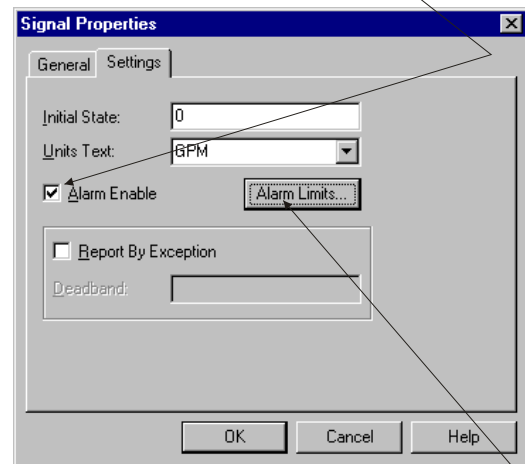 Signal Properties
General Settings
Initial State: 0
Units Text: GPM
Alarm Enable Alarm Limits...
Report By Exception
Deadband:
OK Cancel Help